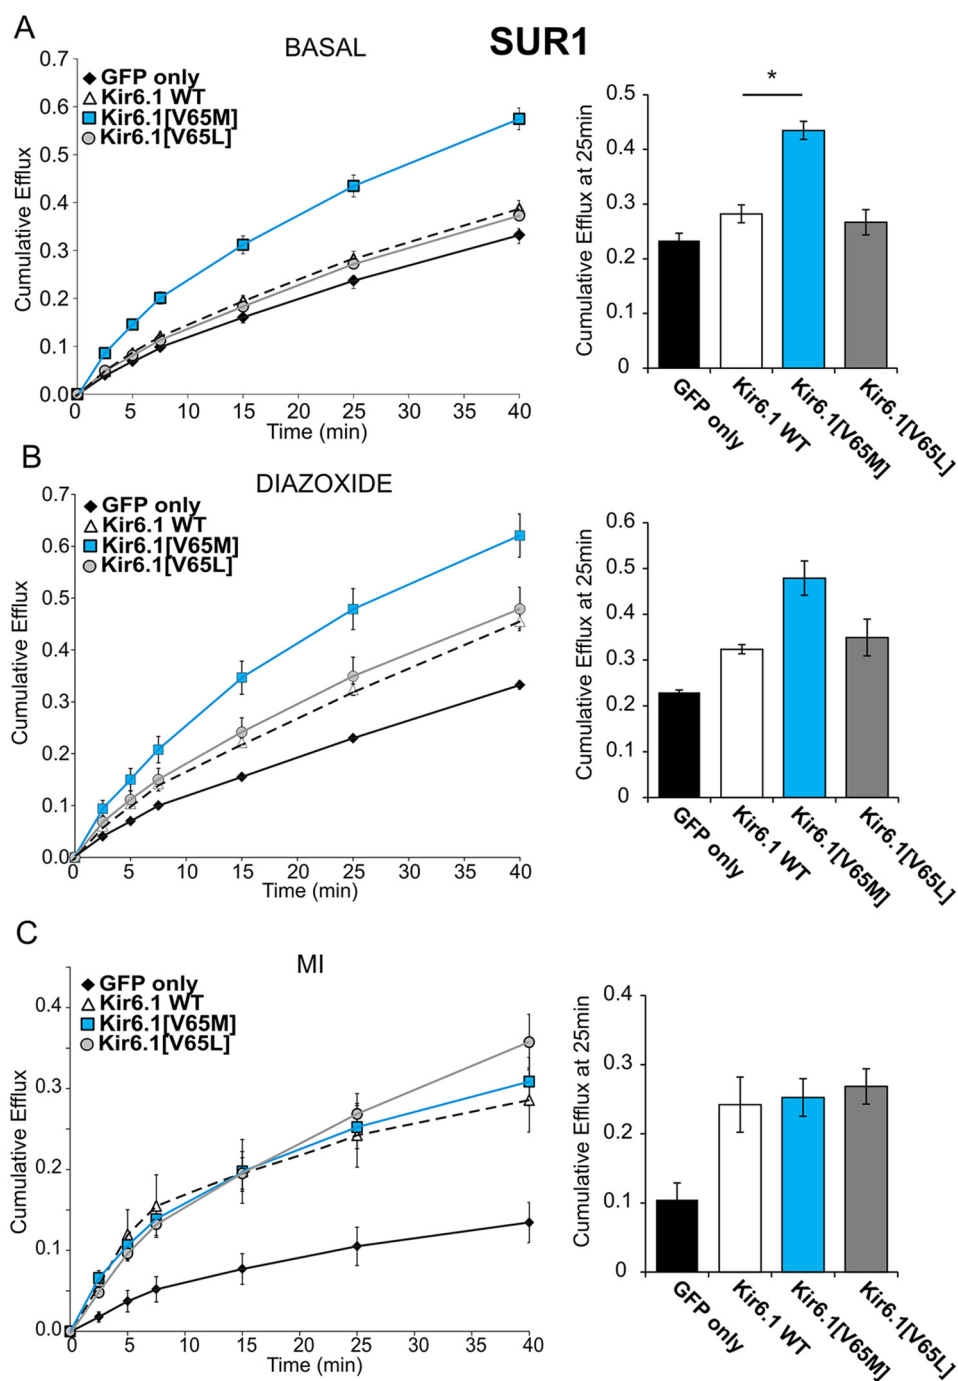 A
BASAL
SUR1
GFP only
Kir6.1 WT
Kir6.1[V65M]
Kir6.1[V65L]
Cumulative Efflux
0.7
0.6
0.5
0.4
0.3
0.2
0.1
0.0
0 5 10 15 20 25 30 35 40
Time (min)
*
Cumulative Efflux at 25min
0.5
0.4
0.3
0.2
0.1
0
GFP only
Kir6.1 WT
Kir6.1[V65M]
Kir6.1[V65L]
B
DIAZOXIDE
GFP only
Kir6.1 WT
Kir6.1[V65M]
Kir6.1[V65L]
Cumulative Efflux
0.7
0.6
0.5
0.4
0.3
0.2
0.1
0.0
0 5 10 15 20 25 30 35 40
Time (min)
Cumulative Efflux at 25min
0.6
0.5
0.4
0.3
0.2
0.1
0
GFP only
Kir6.1 WT
Kir6.1[V65M]
Kir6.1[V65L]
C
MI
GFP only
Kir6.1 WT
Kir6.1[V65M]
Kir6.1[V65L]
Cumulative Efflux
0.4
0.3
0.2
0.1
0.0
0 5 10 15 20 25 30 35 40
Time (min)
Cumulative Efflux at 25min
0.4
0.3
0.2
0.1
0
GFP only
Kir6.1 WT
Kir6.1[V65M]
Kir6.1[V65L]